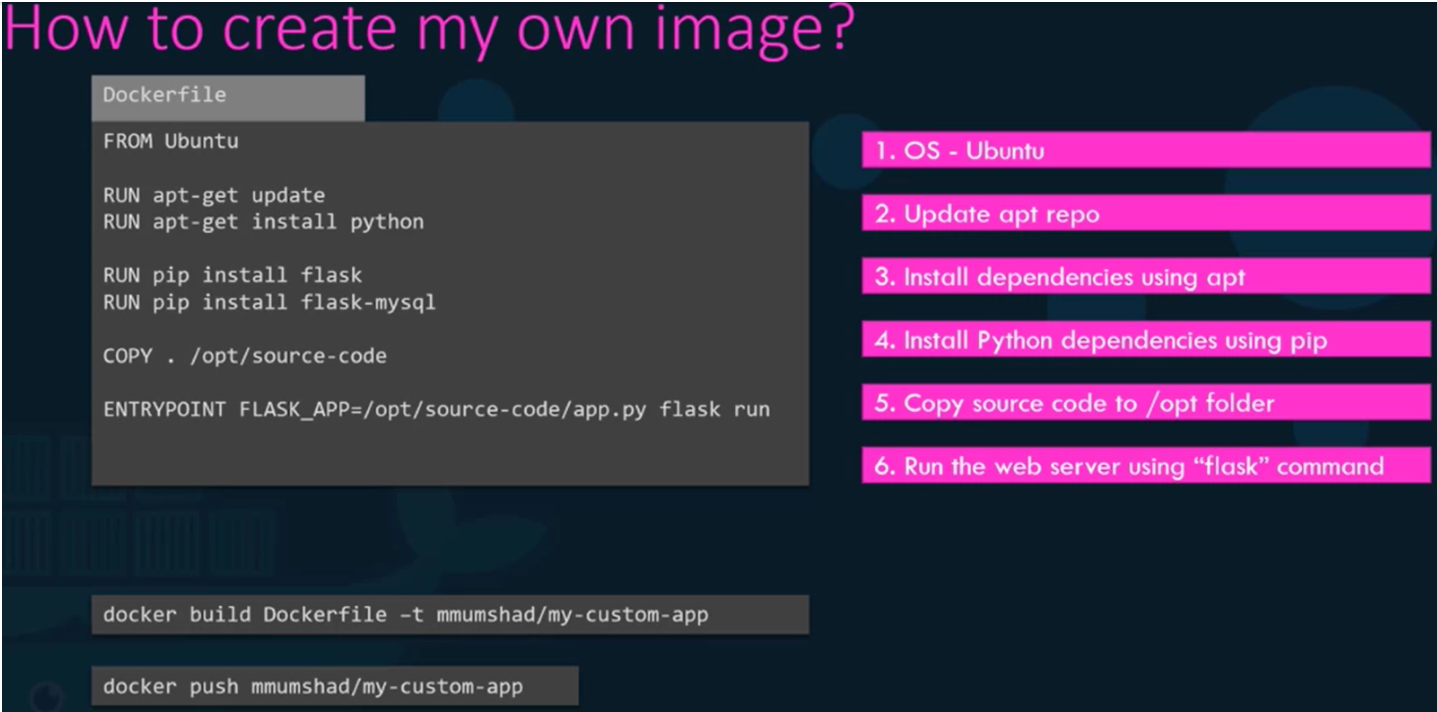 How to create my own image?
Dockerfile
FROM Ubuntu
RUN apt-get update
RUN apt-get install python
RUN pip install flask
RUN pip install flask-mysql
COPY . /opt/source-code
ENTRYPOINT FLASK_APP=/opt/source-code/app.py flask run
1. OS - Ubuntu
2. Update apt repo
3. Install dependencies using apt
4. Install Python dependencies using pip
5. Copy source code to /opt folder
6. Run the web server using “flask” command
docker build Dockerfile –t mmumshad/my-custom-app
docker push mmumshad/my-custom-app